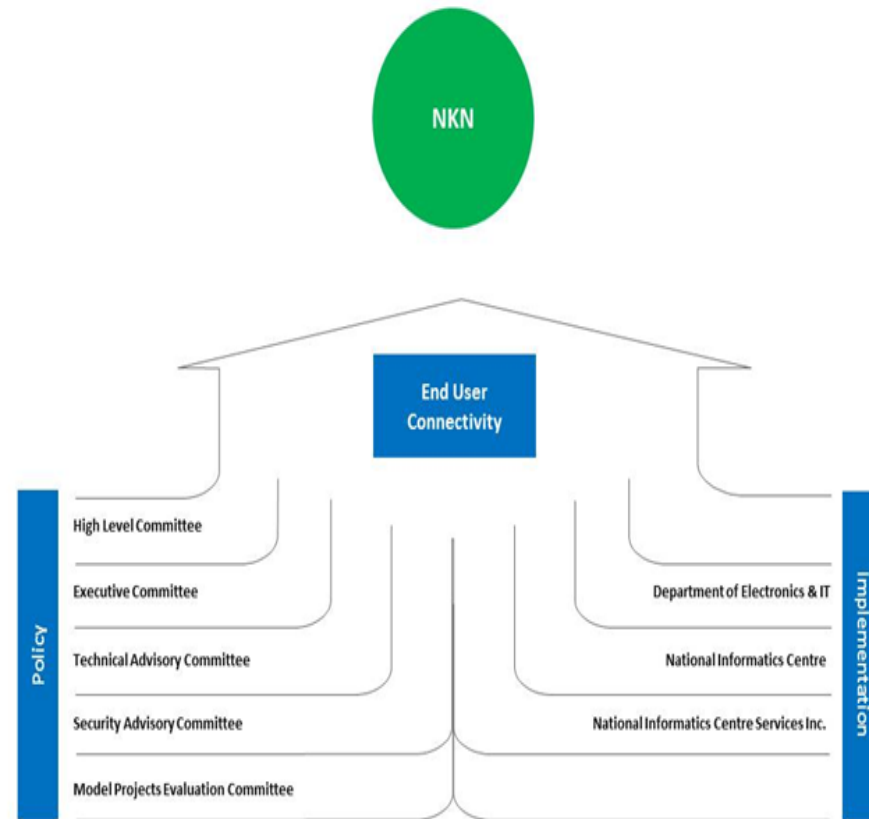 NKN
End User
Connectivity
Policy
High Level Committee
Executive Committee
Technical Advisory Committee
Security Advisory Committee
Model Projects Evaluation Committee
Department of Electronics & IT
National Informatics Centre
National Informatics Centre Services Inc.
Implementation